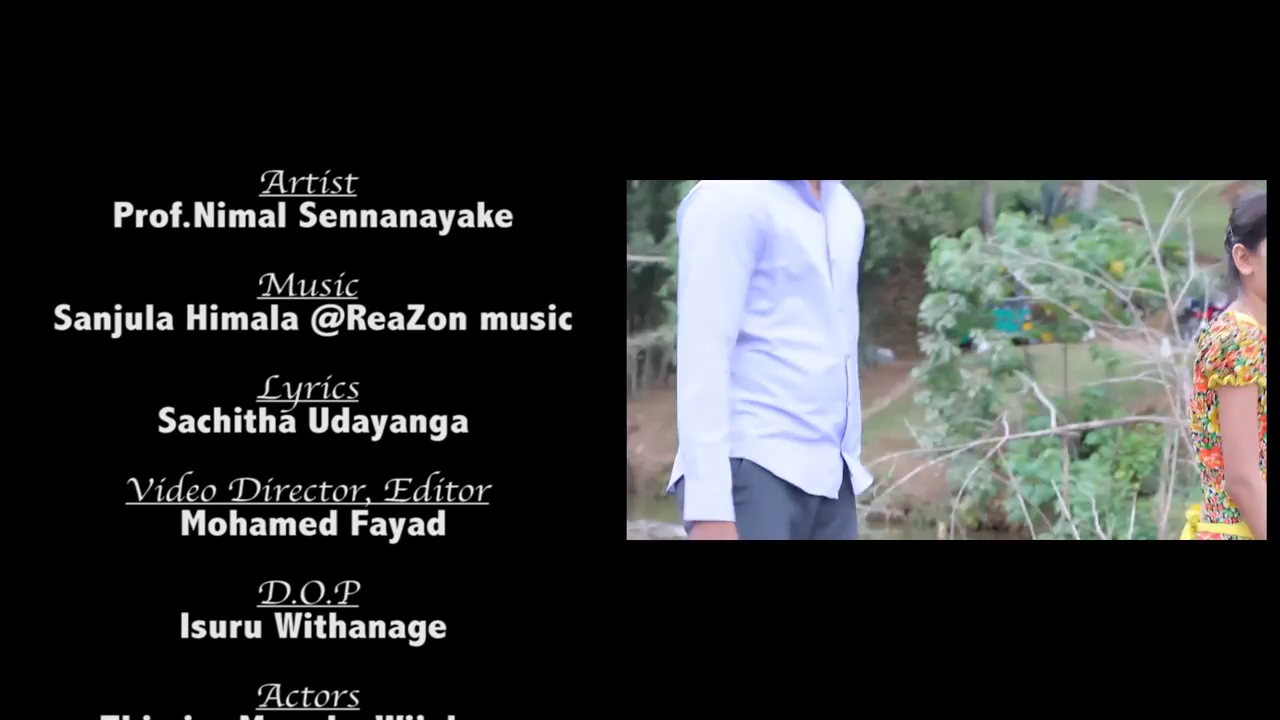 Artist
Prof.Nimal Sennanayake
Music
Sanjula Himala @ReaZon music
Lyrics
Sachitha Udayanga
Video Director, Editor
Mohamed Fayad
D.O.P
Isuru Withanage
Actors